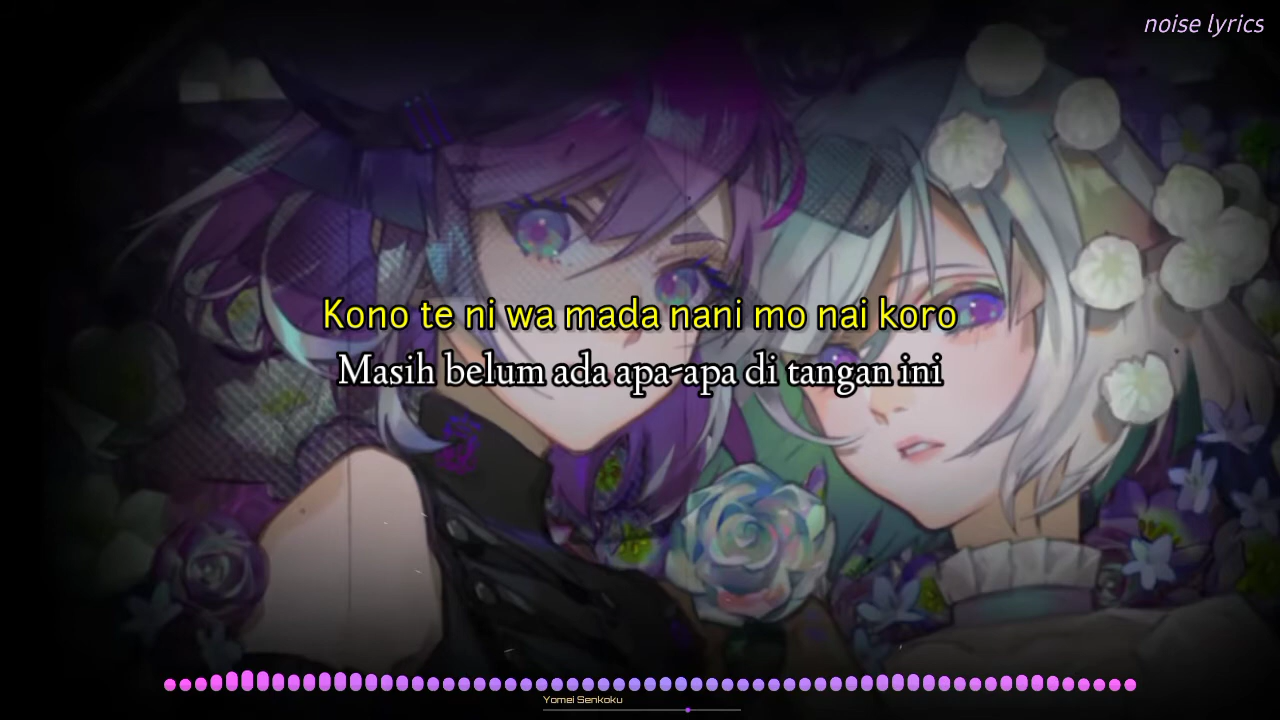 noise lyrics
Kono te ni wa mada nani mo nai koro
Masih belum ada apa-apa di tangan ini
Yomei Senkoku